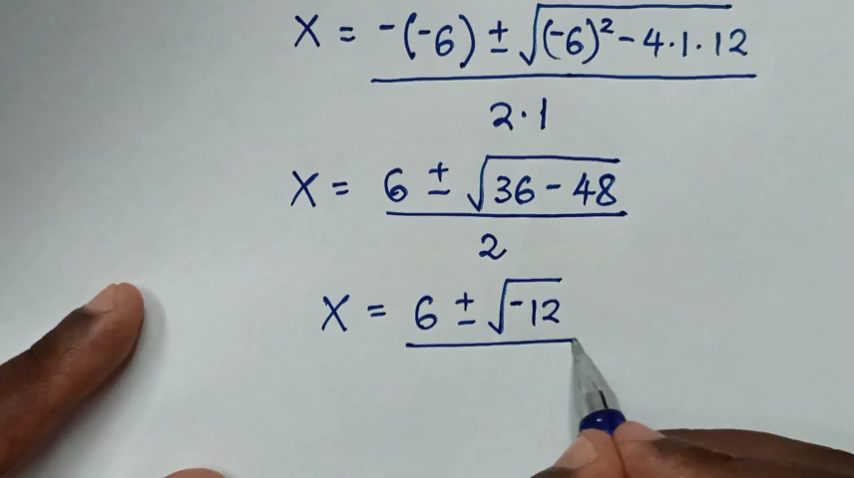 X = -(-6) ± √(-6)² - 4·1·12
2·1
X = 6 ± √36 - 48
2
X = 6 ± √-12